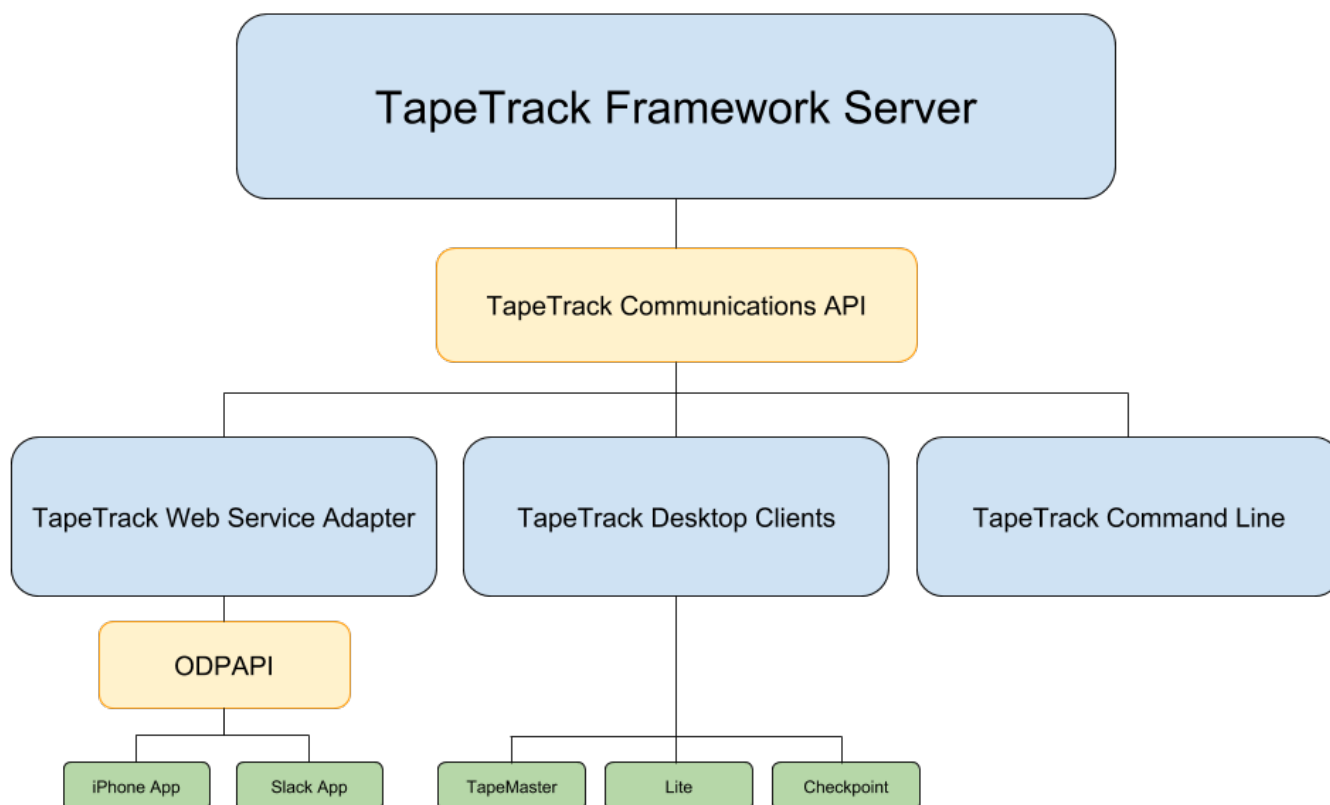 TapeTrack Framework Server
TapeTrack Communications API
TapeTrack Web Service Adapter
TapeTrack Desktop Clients
TapeTrack Command Line
ODPAPI
iPhone App
Slack App
TapeMaster
Lite
Checkpoint